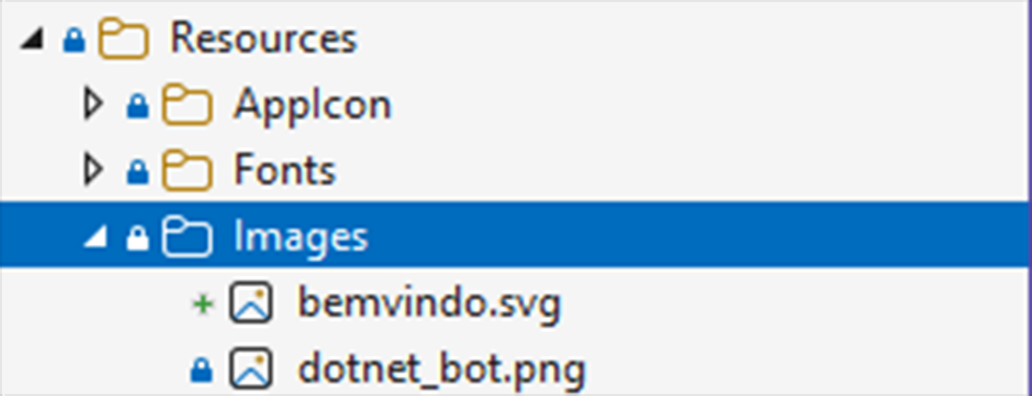 Resources
AppIcon
Fonts
Images
bemvindo.svg
dotnet_bot.png